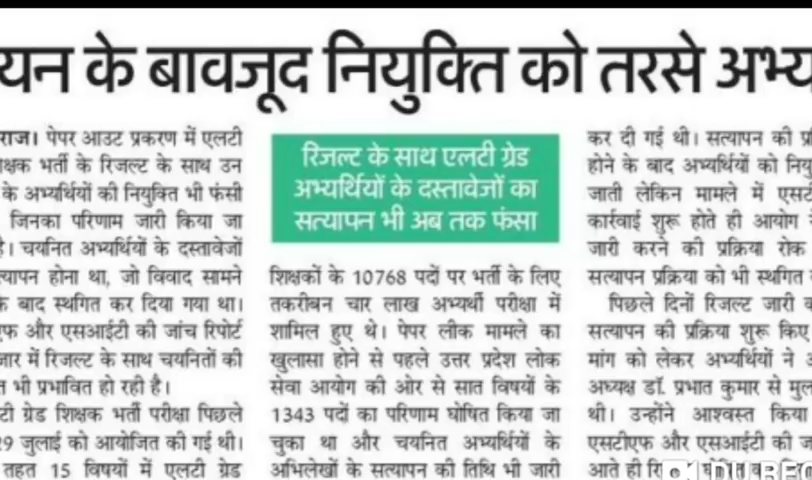 यन के बावजूद नियुक्ति को तरसे अभ्य
राज। पेपर आउट प्रकरण में एलटी
क्षक भर्ती के रिजल्ट के साथ उन
के अभ्यर्थियों की नियुक्ति भी फंसी
जिनका परिणाम जारी किया जा
है। चयनित अभ्यर्थियों के दस्तावेजों
त्यापन होना था, जो विवाद सामने
के बाद स्थगित कर दिया गया था।
एफ और एसआईटी की जांच रिपोर्ट
जार में रिजल्ट के साथ चयनितों की
त भी प्रभावित हो रही है।
टी ग्रेड शिक्षक भर्ती परीक्षा पिछले
29 जुलाई को आयोजित की गई थी।
तहत 15 विषयों में एलटी ग्रेड
रिजल्ट के साथ एलटी ग्रेड
अभ्यर्थियों के दस्तावेजों का
सत्यापन भी अब तक फंसा
शिक्षकों के 10768 पदों पर भर्ती के लिए
तकरीबन चार लाख अभ्यर्थी परीक्षा में
शामिल हुए थे। पेपर लीक मामले का
खुलासा होने से पहले उत्तर प्रदेश लोक
सेवा आयोग की ओर से सात विषयों के
1343 पदों का परिणाम घोषित किया जा
चुका था और चयनित अभ्यर्थियों के
अभिलेखों के सत्यापन की तिथि भी जारी
कर दी गई थी। सत्यापन की प्र
होने के बाद अभ्यर्थियों को नियु
जाती लेकिन मामले में एसट
कार्रवाई शुरू होते ही आयोग
जारी करने की प्रक्रिया रोक
सत्यापन प्रक्रिया को भी स्थगित
पिछले दिनों रिजल्ट जारी
सत्यापन की प्रक्रिया शुरू किए
मांग को लेकर अभ्यर्थियों ने
अध्यक्ष डॉ. प्रभात कुमार से मुल
थी। उन्होंने आश्वस्त किया
एसटीएफ और एसआईटी की ज
आते ही